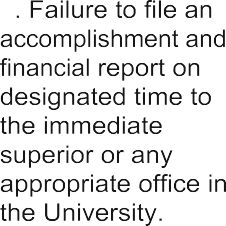 . Failure to file an
accomplishment and
financial report on
designated time to
the immediate
superior or any
appropriate office in
the University.